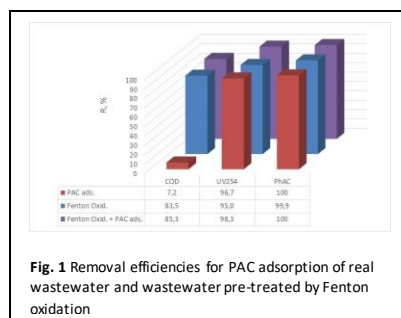 R, %
100
90
80
70
60
50
40
30
20
10
0
COD UV254 PhAC
PAC ads. 7,2 96,7 100
Fenton Oxid. 83,5 95,0 99,9
Fenton Oxid. + PAC ads. 85,3 98,3 100
Fig. 1 Removal efficiencies for PAC adsorption of real
wastewater and wastewater pre-treated by Fenton
oxidation